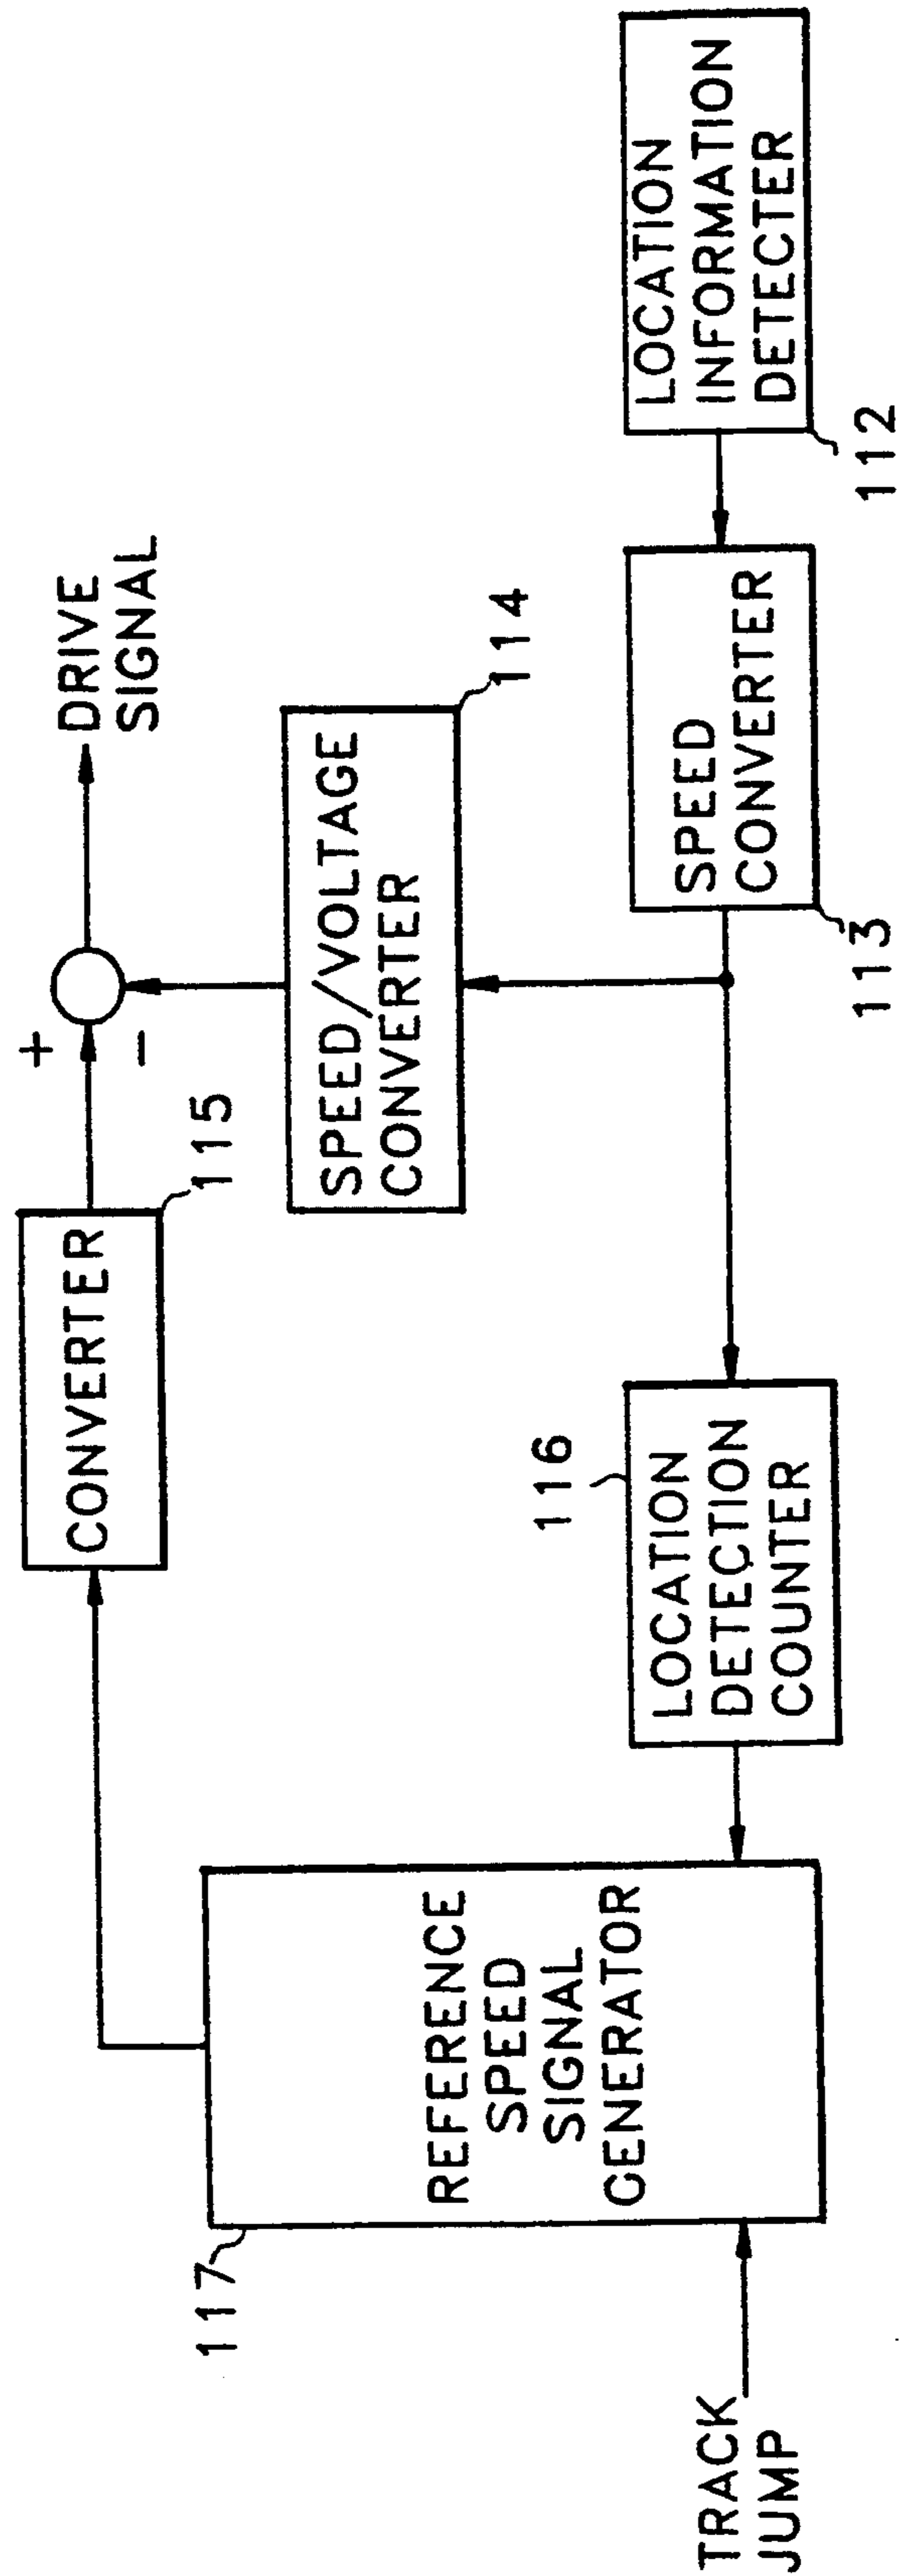 DRIVE
SIGNAL
CONVERTER
115
+
-
SPEED/VOLTAGE
CONVERTER
114
REFERENCE
SPEED
SIGNAL
GENERATOR
117
TRACK
JUMP
LOCATION
DETECTION
COUNTER
116
SPEED
CONVERTER
113
LOCATION
INFORMATION
DETECTER
112